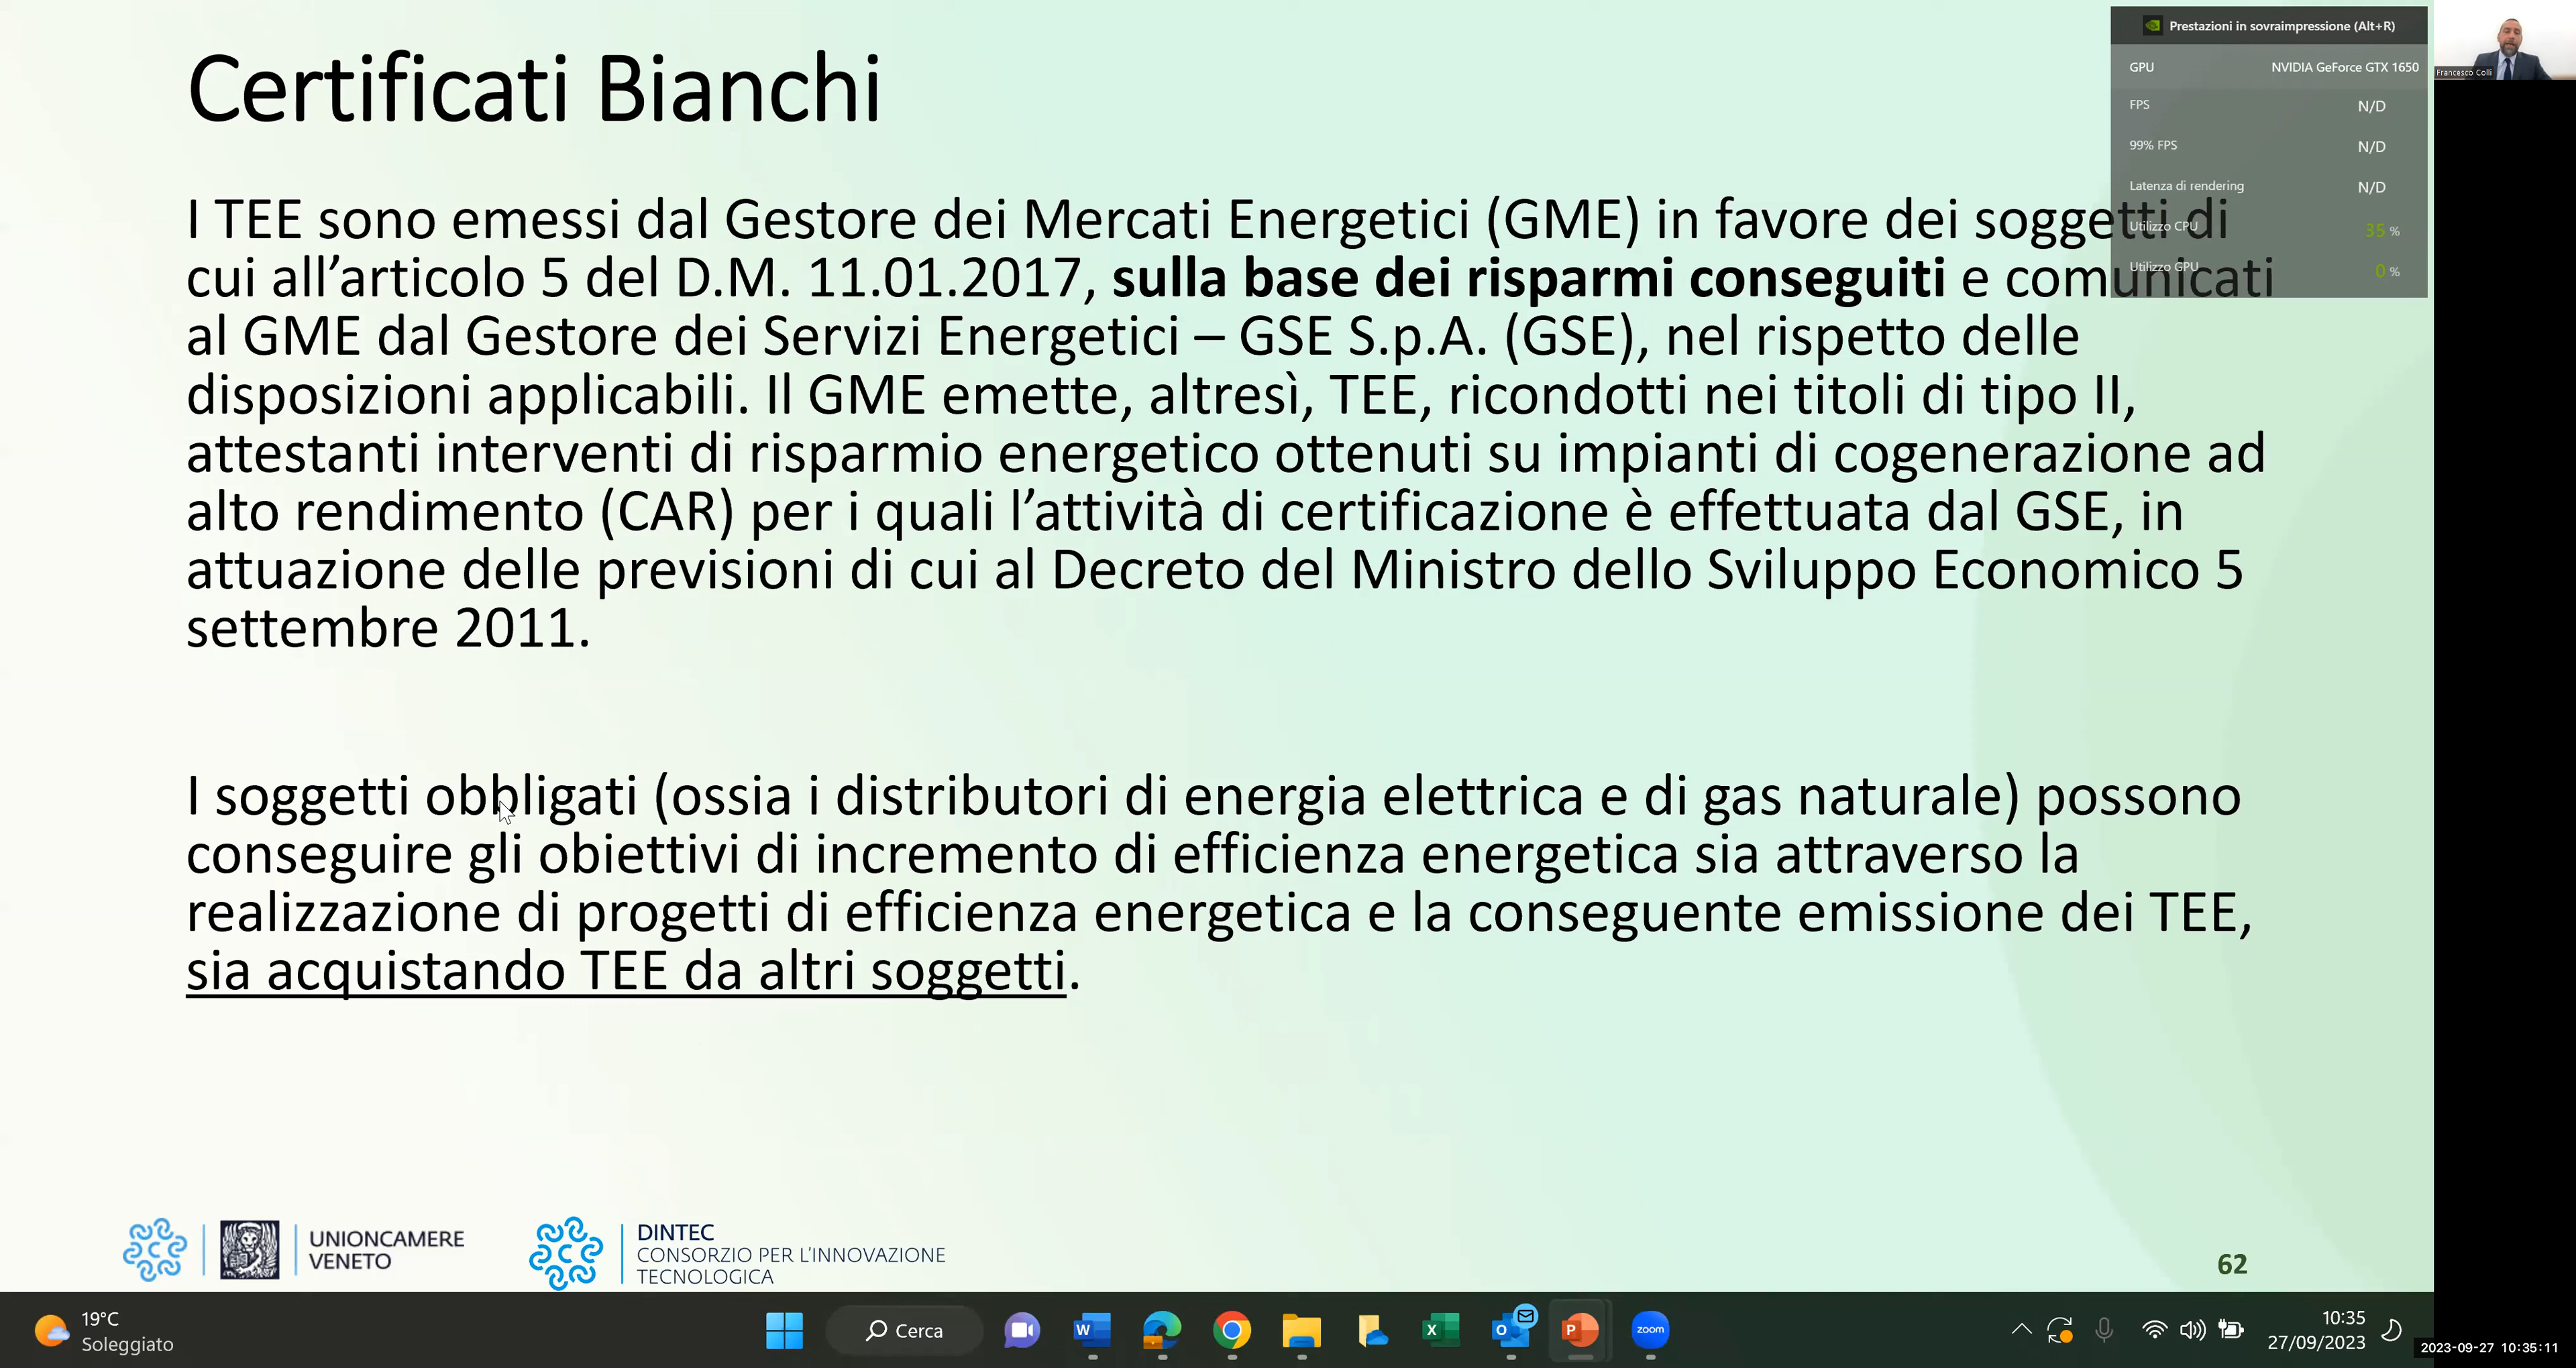 Certificati Bianchi
I TEE sono emessi dal Gestore dei Mercati Energetici (GME) in favore dei soggetti di
cui all’articolo 5 del D.M. 11.01.2017, sulla base dei risparmi conseguiti e comunicati
al GME dal Gestore dei Servizi Energetici – GSE S.p.A. (GSE), nel rispetto delle
disposizioni applicabili. Il GME emette, altresì, TEE, ricondotti nei titoli di tipo II,
attestanti interventi di risparmio energetico ottenuti su impianti di cogenerazione ad
alto rendimento (CAR) per i quali l’attività di certificazione è effettuata dal GSE, in
attuazione delle previsioni di cui al Decreto del Ministro dello Sviluppo Economico 5
settembre 2011.
I soggetti obbligati (ossia i distributori di energia elettrica e di gas naturale) possono
conseguire gli obiettivi di incremento di efficienza energetica sia attraverso la
realizzazione di progetti di efficienza energetica e la conseguente emissione dei TEE,
sia acquistando TEE da altri soggetti.
Prestazioni in sovraimpressione (Alt+R)
GPU NVIDIA GeForce GTX 1650
FPS N/D
99% FPS N/D
Latenza di rendering N/D
Utilizzo CPU 35 %
Utilizzo GPU 0 %
Francesco Colli
UNIONCAMERE
VENETO
DINTEC
CONSORZIO PER L'INNOVAZIONE
TECNOLOGICA
62
19°C
Soleggiato
Cerca
zoom
10:35
27/09/2023
2023-09-27 10:35:11